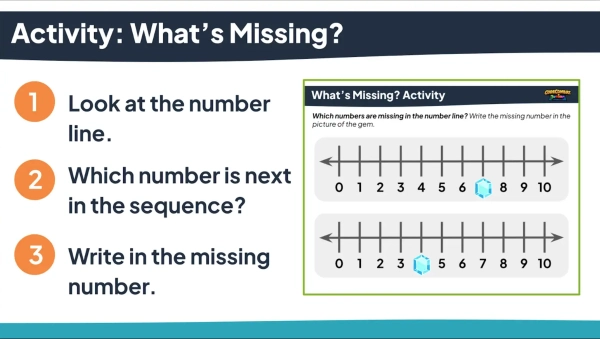 Activity: What's Missing?
1
Look at the number
line.
2
Which number is next
in the sequence?
3
Write in the missing
number.
What's Missing? Activity
Which numbers are missing in the number line? Write the missing number in the
picture of the gem.
0 1 2 3 4 5 6 8 9 10
0 1 2 3 5 6 7 8 9 10